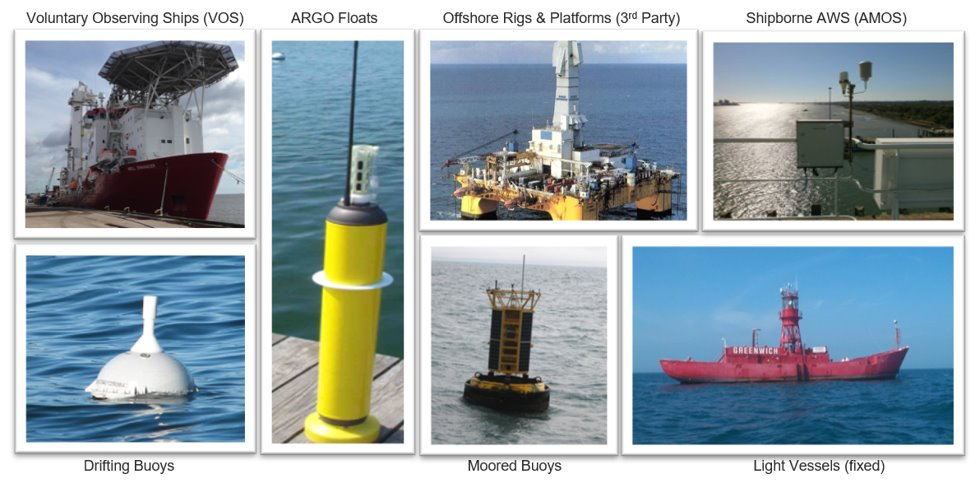 Voluntary Observing Ships (VOS)
ARGO Floats
Offshore Rigs & Platforms (3rd Party)
Shipborne AWS (AMOS)
GREENWICH
Drifting Buoys
Moored Buoys
Light Vessels (fixed)